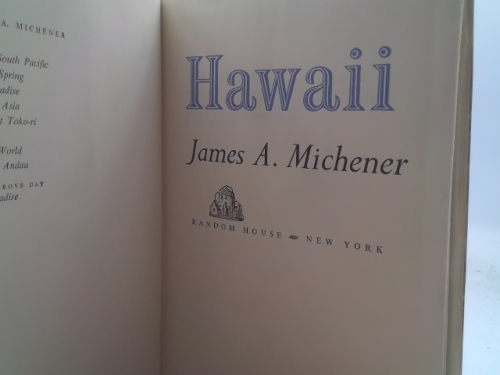 A. MICHENER
South Pacific
Spring
adise
Asia
t Toko-ri
World
Andau
ROVE DAY
adise
Hawaii
James A. Michener
RANDOM HOUSE NEW YORK